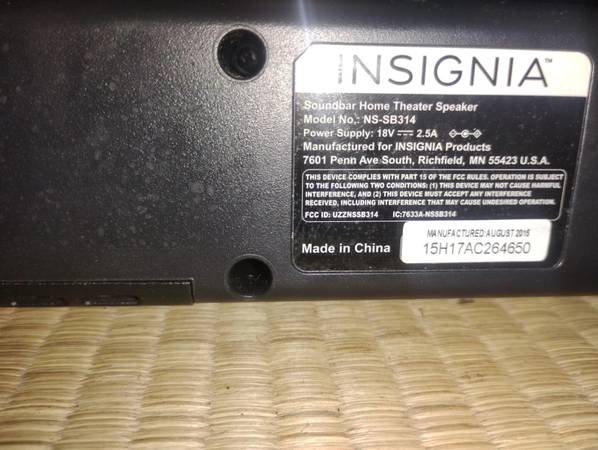 INSIGNIA™
Soundbar Home Theater Speaker
Model No.: NS-SB314
Power Supply: 18V ⎓ 2.5A
Manufactured for INSIGNIA Products
7601 Penn Ave South, Richfield, MN 55423 U.S.A.
THIS DEVICE COMPLIES WITH PART 15 OF THE FCC RULES. OPERATION IS SUBJECT
TO THE FOLLOWING TWO CONDITIONS: (1) THIS DEVICE MAY NOT CAUSE HARMFUL
INTERFERENCE, AND (2) THIS DEVICE MUST ACCEPT ANY INTERFERENCE
RECEIVED, INCLUDING INTERFERENCE THAT MAY CAUSE UNDESIRED OPERATION.
FCC ID: UZZNSSB314 IC:7633A-NSSB314
MANUFACTURED:AUGUST 2015
Made in China 15H17AC264650